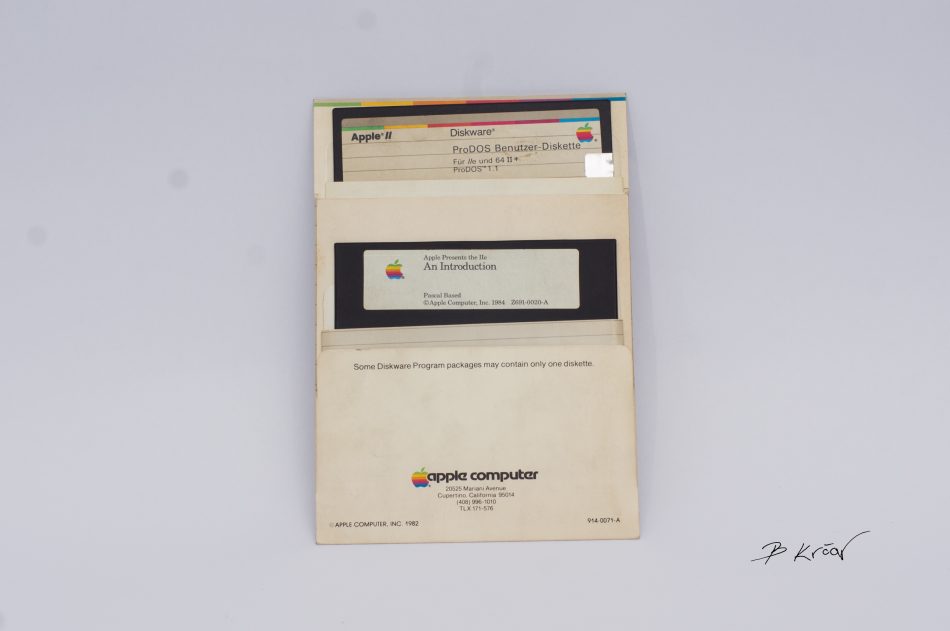 Apple® //
Diskware®
ProDOS Benutzer-Diskette
Für //e und 64 II+
ProDOS™ 1.1
Apple Presents the IIe
An Introduction
Pascal Based
©Apple Computer, Inc. 1984 Z691-0020-A
Some Diskware Program packages may contain only one diskette.
apple computer
20525 Mariani Avenue
Cupertino, California 95014
(408) 996-1010
TLX 171-576
©APPLE COMPUTER, INC. 1982
914-0071-A